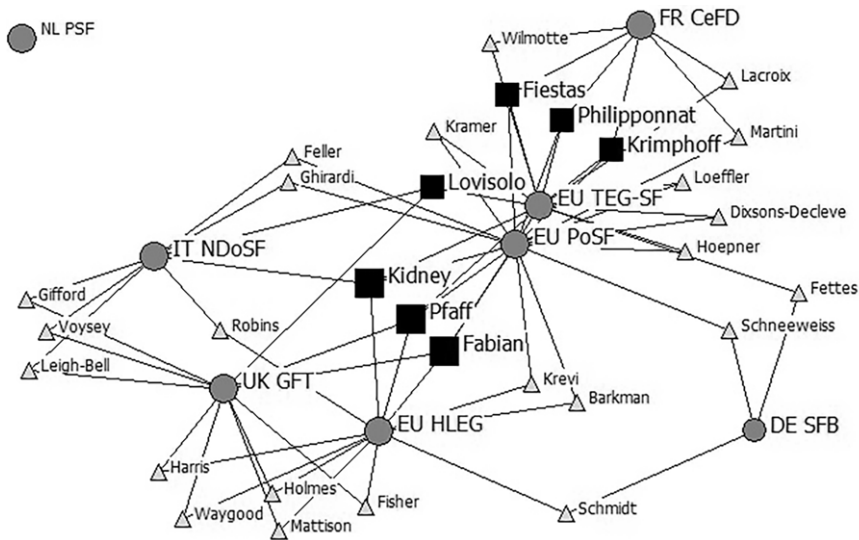 NL PSF
FR CeFD
Wilmotte
Lacroix
Fiestas
Philipponnat
Kramer
Martini
Krimphoff
Feller
Ghirardi
Lovisolo
Loeffler
EU TEG-SF
Dixsons-Decleve
EU PoSF
IT NDoSF
Hoepner
Kidney
Fettes
Gifford
Pfaff
Voysey
Robins
Schneeweiss
Fabian
Leigh-Bell
UK GFT
Krevi
Barkman
EU HLEG
DE SFB
Harris
Holmes
Waygood
Fisher
Schmidt
Mattison